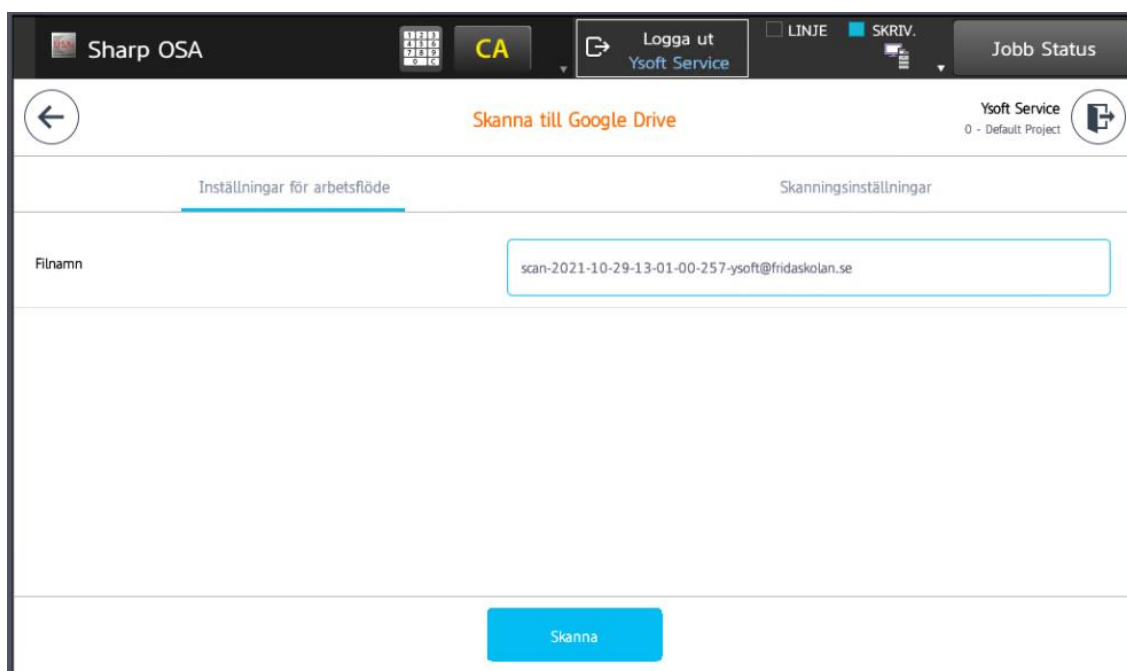 Sharp OSA
CA
Logga ut
Ysoft Service
LINJE
SKRIV.
Jobb Status
Skanna till Google Drive
Ysoft Service
0 - Default Project
Inställningar för arbetsflöde
Skanningsinställningar
Filnamn
scan-2021-10-29-13-01-00-257-ysoft@fridaskolan.se
Skanna